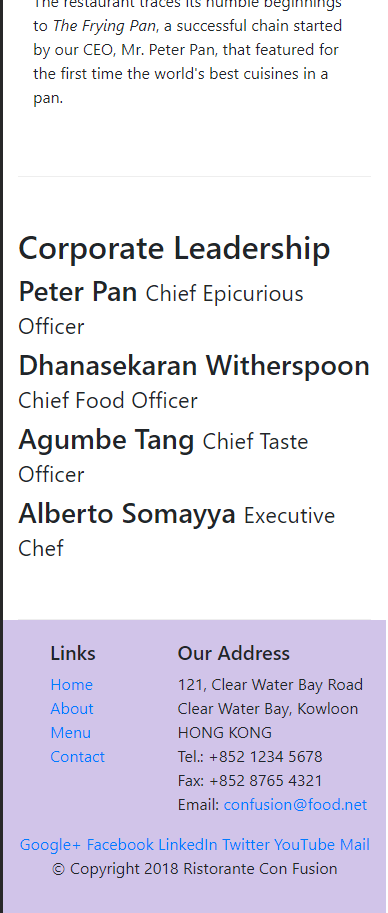 The restaurant traces its humble beginnings
to The Frying Pan, a successful chain started
by our CEO, Mr. Peter Pan, that featured for
the first time the world's best cuisines in a
pan.
Corporate Leadership
Peter Pan Chief Epicurious
Officer
Dhanasekaran Witherspoon
Chief Food Officer
Agumbe Tang Chief Taste
Officer
Alberto Somayya Executive
Chef
Links
Home
About
Menu
Contact
Our Address
121, Clear Water Bay Road
Clear Water Bay, Kowloon
HONG KONG
Tel.: +852 1234 5678
Fax: +852 8765 4321
Email: confusion@food.net
Google+ Facebook LinkedIn Twitter YouTube Mail
© Copyright 2018 Ristorante Con Fusion